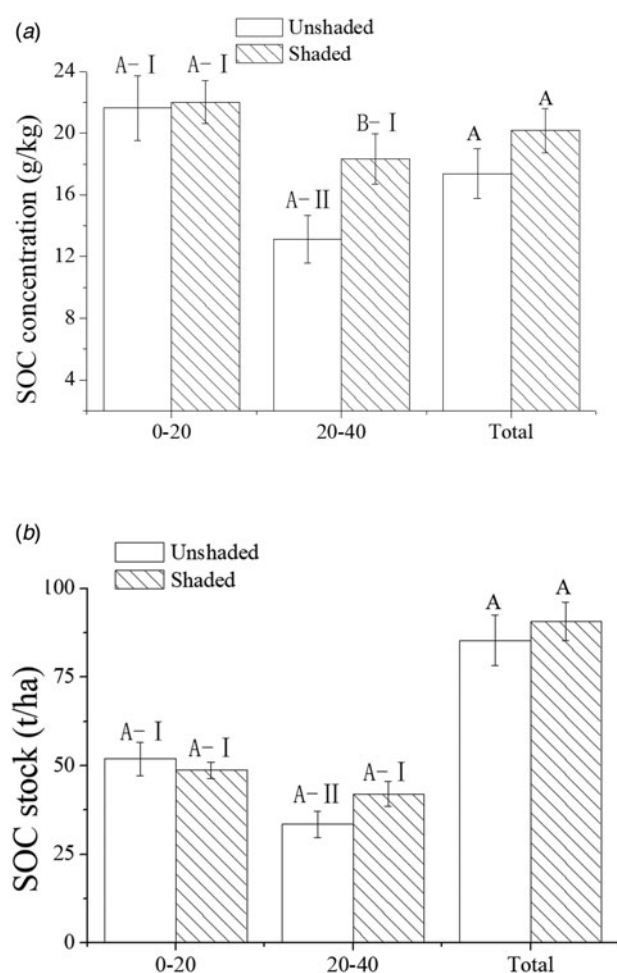 (a)
Unshaded
Shaded
SOC concentration (g/kg)
24
20
16
12
8
4
A-Ⅰ
A-Ⅰ
A-Ⅱ
B-Ⅰ
A
A
0-20
20-40
Total
(b)
Unshaded
Shaded
SOC stock (t/ha)
100
75
50
25
0
A-Ⅰ
A-Ⅰ
A-Ⅱ
A-Ⅰ
A
A
0-20
20-40
Total